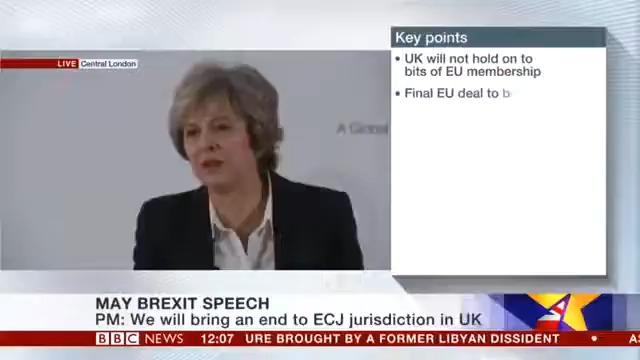 Key points
LIVE Central London
• UK will not hold on to
bits of EU membership
• Final EU deal to b
A Global
MAY BREXIT SPEECH
PM: We will bring an end to ECJ jurisdiction in UK
BBC NEWS 12:07 URE BROUGHT BY A FORMER LIBYAN DISSIDENT